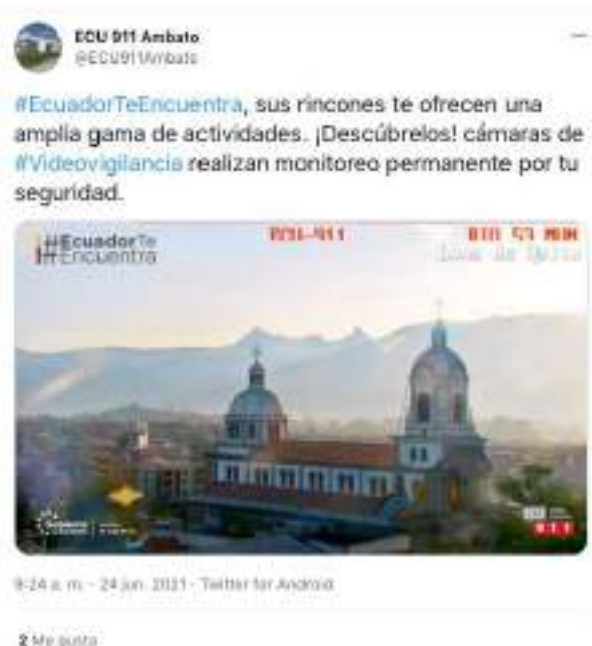 ECU 911 Ambato
@ECU911Ambato
#EcuadorTeEncuentra, sus rincones te ofrecen una
amplia gama de actividades. ¡Descúbrelos! cámaras de
#Videovigilancia realizan monitoreo permanente por tu
seguridad.
#EcuadorTe
Encuentra
9:24 a. m. · 24 jun. 2021 · Twitter for Android
2 Me gusta
911